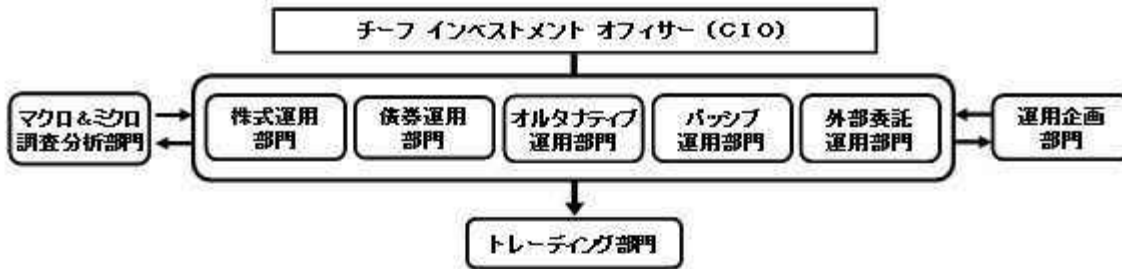 チーフ インベストメント オフィサー (CIO)
マクロ&ミクロ
調査分析部門
株式運用
部門
債券運用
部門
オルタナティブ
運用部門
パッシブ
運用部門
外部委託
運用部門
運用企画
部門
トレーディング部門